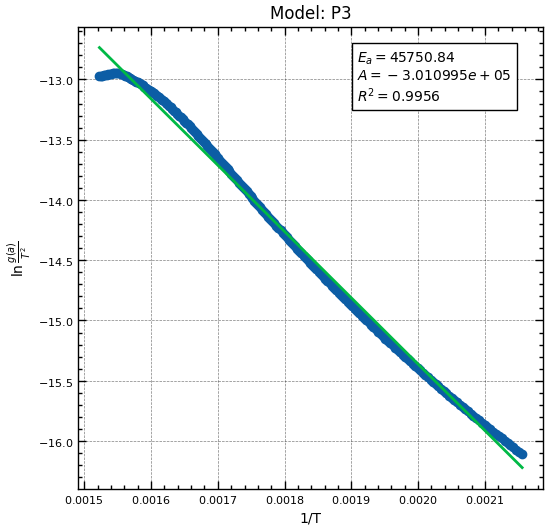 Model: P3
E_a = 45750.84
A = −3.010995e + 05
R² = 0.9956
−13.0
−13.5
−14.0
−14.5
−15.0
−15.5
−16.0
ln g(a)/T²
0.0015 0.0016 0.0017 0.0018 0.0019 0.0020 0.0021
1/T